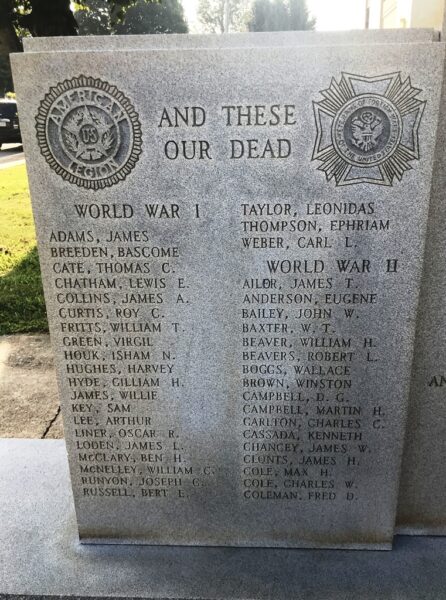 AMERICAN
US
LEGION
AND THESE
OUR DEAD
WORLD WAR I
ADAMS, JAMES
BREEDEN, BASCOME
CATE, THOMAS C.
CHATHAM, LEWIS E.
COLLINS, JAMES A.
CURTIS, ROY C.
FRITTS, WILLIAM T.
GREEN, VIRGIL
HOUK, ISHAM N.
HUGHES, HARVEY
HYDE, GILLIAM H.
JAMES, WILLIE
KEY, SAM
LEE, ARTHUR
LINER, OSCAR R.
LODEN, JAMES L.
McCLARY, BEN H.
McNELLEY, WILLIAM C.
RUNYON, JOSEPH C.
RUSSELL, BERT E.
TAYLOR, LEONIDAS
THOMPSON, EPHRIAM
WEBER, CARL L.
WORLD WAR II
AILOR, JAMES T.
ANDERSON, EUGENE
BAILEY, JOHN W.
BAXTER, W. T.
BEAVER, WILLIAM H.
BEAVERS, ROBERT L.
BOGGS, WALLACE
BROWN, WINSTON
CAMPBELL, D. G.
CAMPBELL, MARTIN H.
CARLTON, CHARLES C.
CASSADA, KENNETH
CHANCEY, JAMES W.
CLONTS, JAMES H.
COLE, MAX H.
COLE, CHARLES W.
COLEMAN, FRED D.